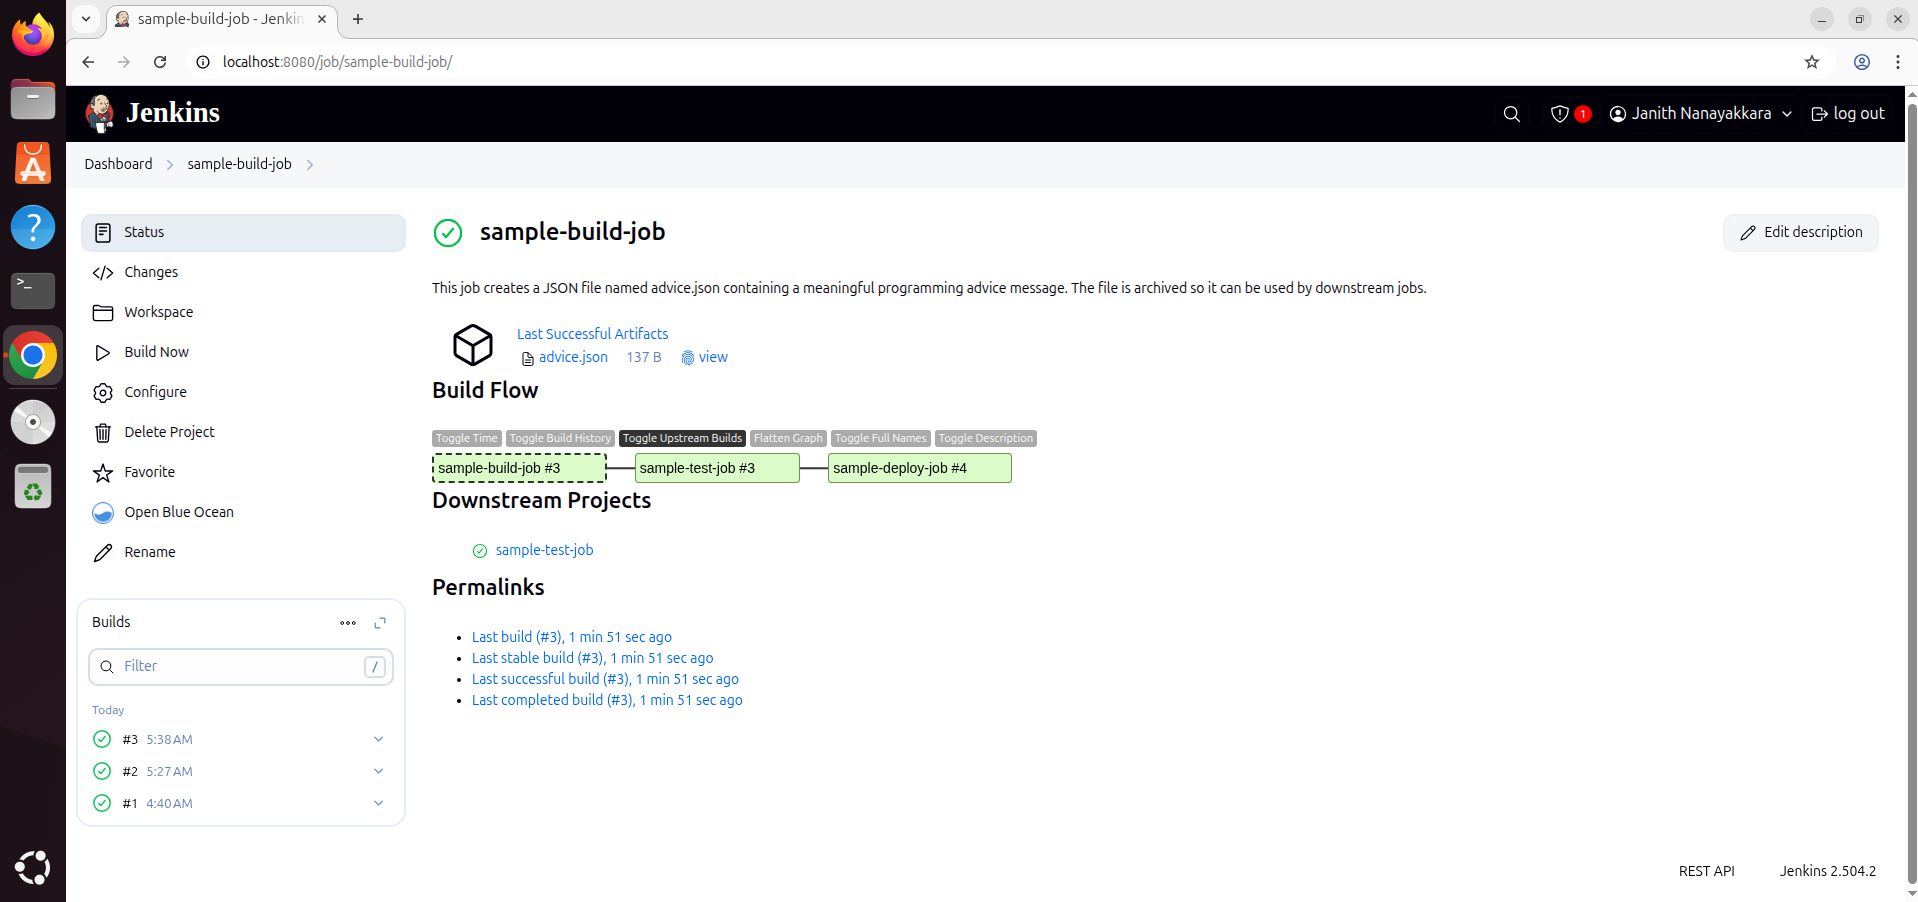 sample-build-job - Jenkin
localhost:8080/job/sample-build-job/
Jenkins
1
Janith Nanayakkara
log out
Dashboard
sample-build-job
Status
Changes
Workspace
Build Now
Configure
Delete Project
Favorite
Open Blue Ocean
Rename
Builds
Filter
/
Today
#3 5:38 AM
#2 5:27 AM
#1 4:40 AM
sample-build-job
Edit description
This job creates a JSON file named advice.json containing a meaningful programming advice message. The file is archived so it can be used by downstream jobs.
Last Successful Artifacts
advice.json 137 B view
Build Flow
Toggle Time Toggle Build History Toggle Upstream Builds Flatten Graph Toggle Full Names Toggle Description
sample-build-job #3 sample-test-job #3 sample-deploy-job #4
Downstream Projects
sample-test-job
Permalinks
Last build (#3), 1 min 51 sec ago
Last stable build (#3), 1 min 51 sec ago
Last successful build (#3), 1 min 51 sec ago
Last completed build (#3), 1 min 51 sec ago
REST API Jenkins 2.504.2